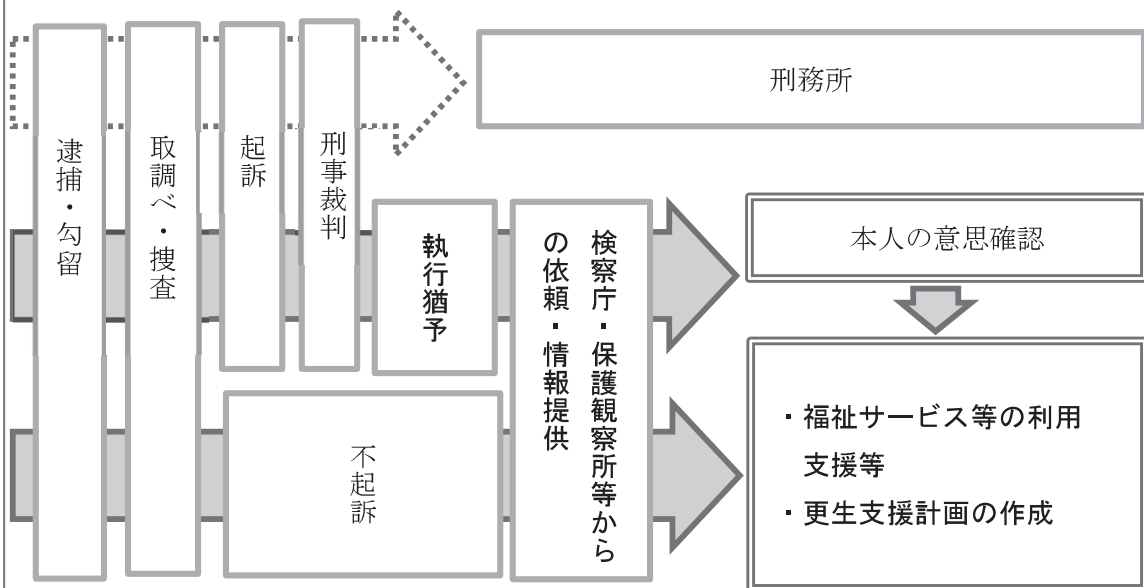 逮捕・勾留
取調べ・捜査
起訴
刑事裁判
刑務所
執行猶予
不起訴
検察庁・保護観察所等から
の依頼・情報提供
本人の意思確認
・福祉サービス等の利用
支援等
・更生支援計画の作成